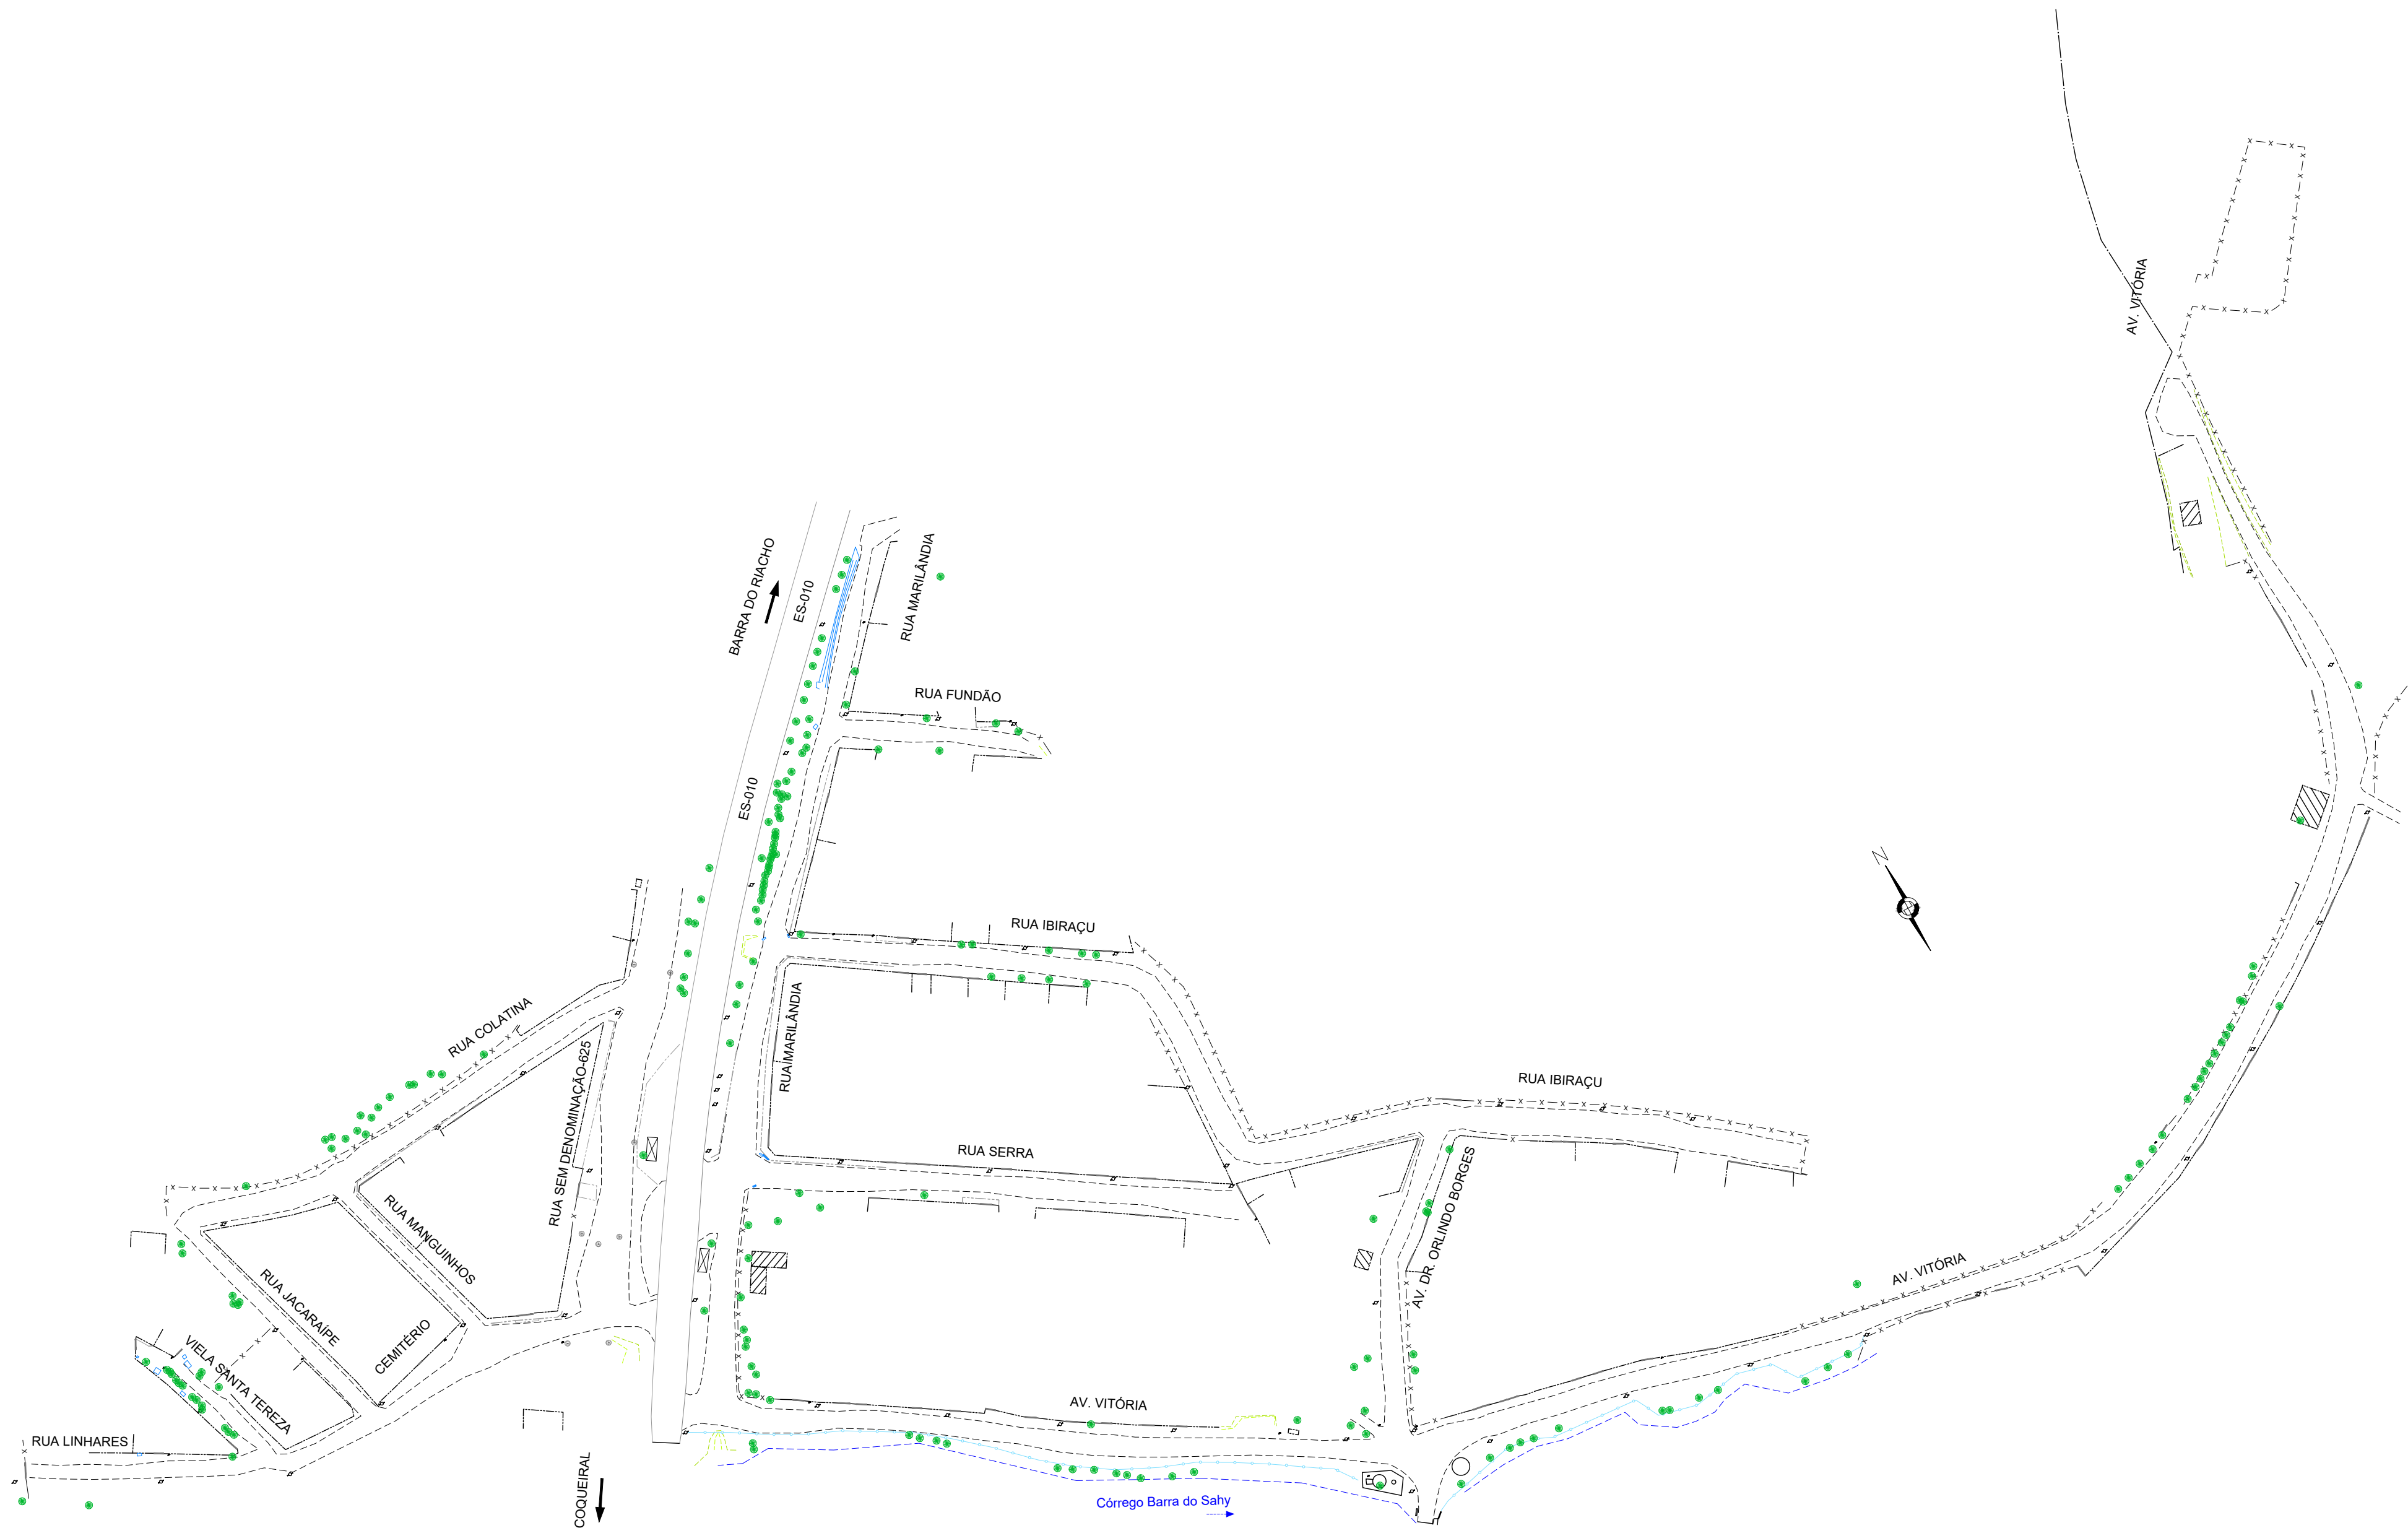 AV. VITÓRIA
BARRA DO RIACHO
ES-010
RUA MARILÂNDIA
RUA FUNDÃO
ES-010
N
RUA IBIRAÇU
RUA COLATINA
RUA MARILÂNDIA
RUA SEM DENOMINAÇÃO-625
RUA IBIRAÇU
RUA SERRA
RUA MANGUINHOS
AV. DR. ORLINDO BORGES
AV. VITÓRIA
RUA JACARAÍPE
CEMITÉRIO
VIELA SANTA TEREZA
AV. VITÓRIA
RUA LINHARES
COQUEIRAL
Córrego Barra do Sahy